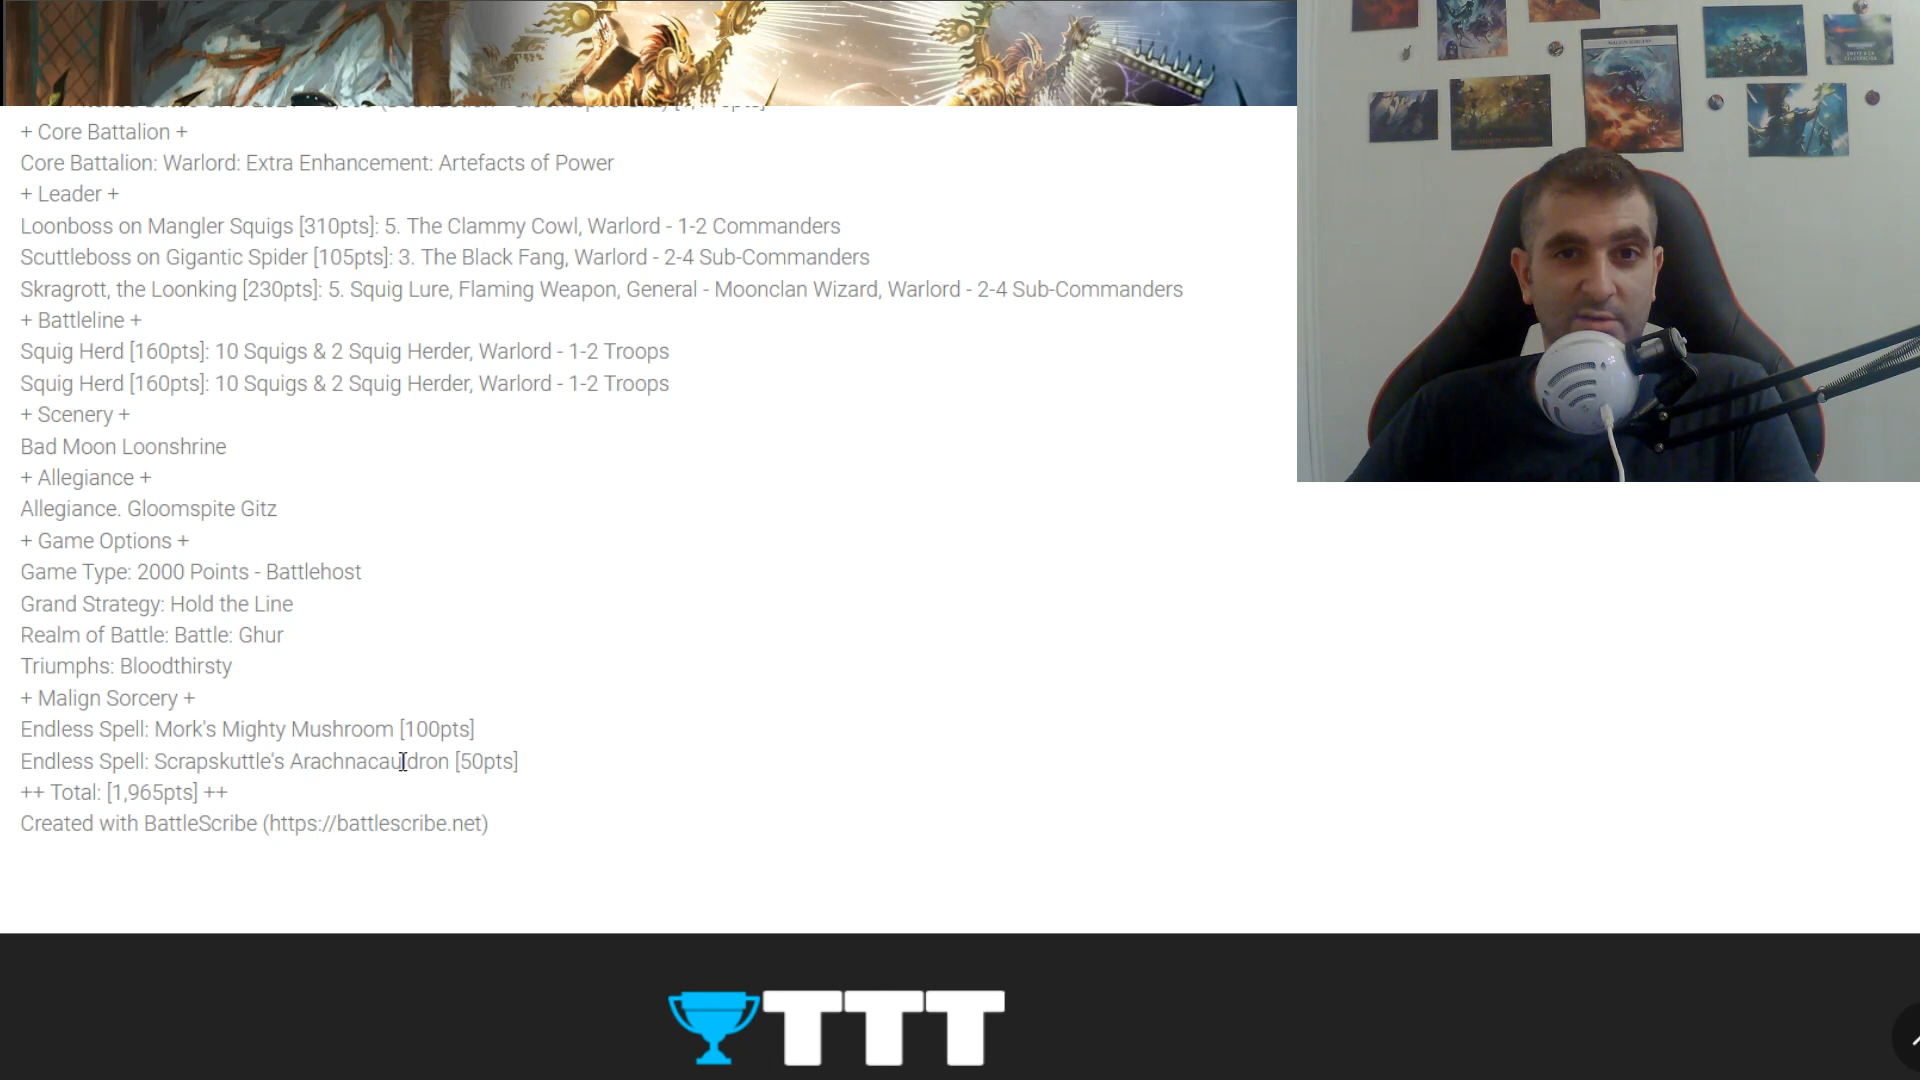 + Core Battalion +
Core Battalion: Warlord: Extra Enhancement: Artefacts of Power
+ Leader +
Loonboss on Mangler Squigs [310pts]: 5. The Clammy Cowl, Warlord - 1-2 Commanders
Scuttleboss on Gigantic Spider [105pts]: 3. The Black Fang, Warlord - 2-4 Sub-Commanders
Skragrott, the Loonking [230pts]: 5. Squig Lure, Flaming Weapon, General - Moonclan Wizard, Warlord - 2-4 Sub-Commanders
+ Battleline +
Squig Herd [160pts]: 10 Squigs & 2 Squig Herder, Warlord - 1-2 Troops
Squig Herd [160pts]: 10 Squigs & 2 Squig Herder, Warlord - 1-2 Troops
+ Scenery +
Bad Moon Loonshrine
+ Allegiance +
Allegiance. Gloomspite Gitz
+ Game Options +
Game Type: 2000 Points - Battlehost
Grand Strategy: Hold the Line
Realm of Battle: Battle: Ghur
Triumphs: Bloodthirsty
+ Malign Sorcery +
Endless Spell: Mork's Mighty Mushroom [100pts]
Endless Spell: Scrapskuttle's Arachnacauldron [50pts]
++ Total: [1,965pts] ++
Created with BattleScribe (https://battlescribe.net)
TTT